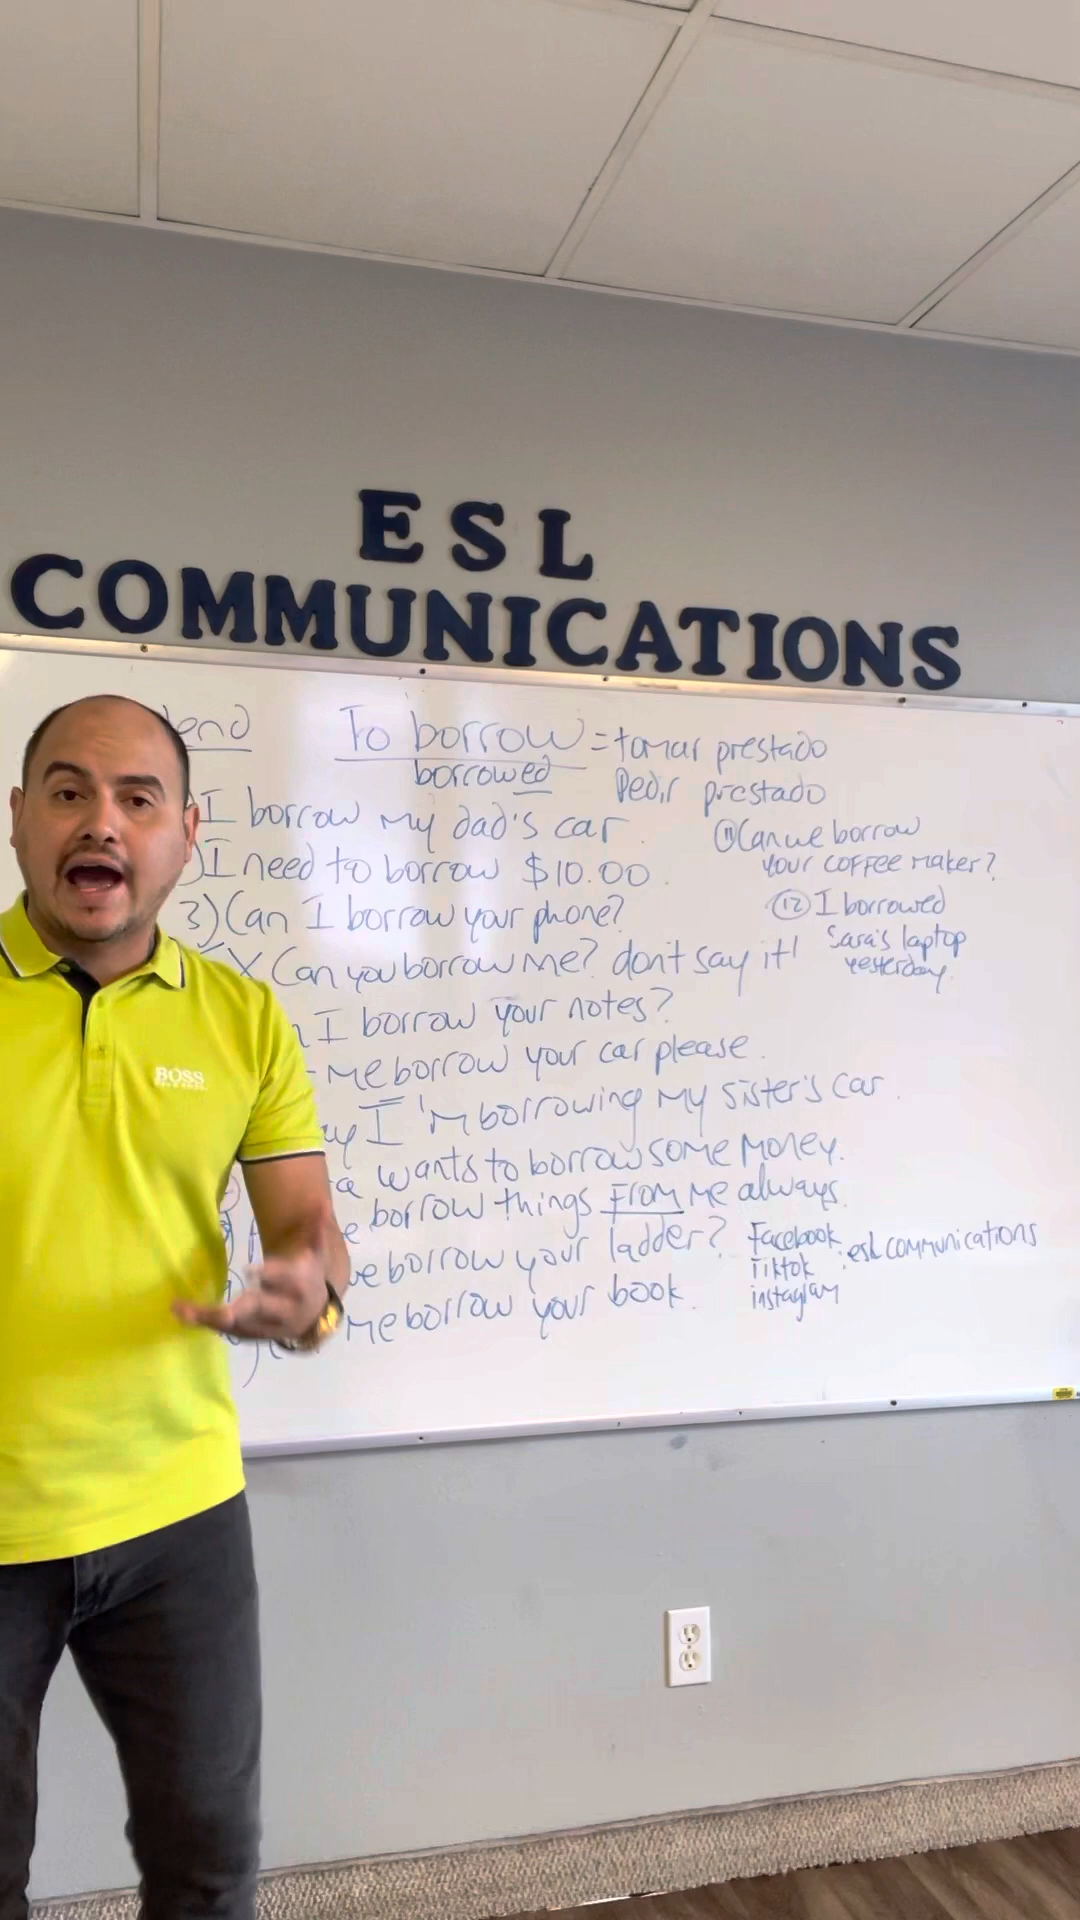 ESL
COMMUNICATIONS
lend
To borrow = tomar prestado
borrowed Pedir prestado
I borrow my dad's car.
)I need to borrow $10.00.
3) Can I borrow your phone?
X Can you borrow me? don't say it!
I borrow your notes?
me borrow your car please.
I'm borrowing my sister's car.
wants to borrow some money.
borrow things from me always.
borrow your ladder?
me borrow your book.
11 Can we borrow
your coffee maker?
12 I borrowed
Sara's laptop
yesterday.
Facebook
Tiktok : esl communications
instagram
BOSS